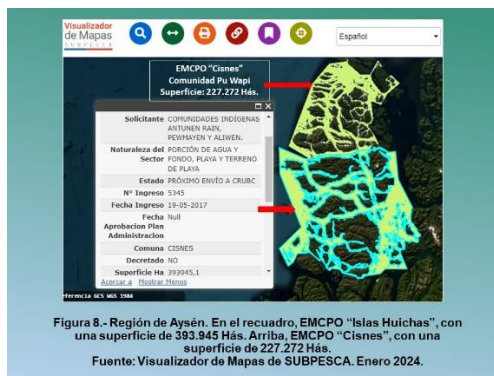 Visualizador
de Mapas
SUBPESCA
Español
EMCPO "Cisnes"
Comunidad Pu Wapi
Superficie: 227.272 Hás.
Solicitante COMUNIDADES INDÍGENAS
ANTUNEN RAIN,
PEWMAYEN Y ALIWEN.
Naturaleza del PORCIÓN DE AGUA Y
Sector FONDO, PLAYA Y TERRENO
DE PLAYA
Estado PRÓXIMO ENVÍO A CRUBC
Nº Ingreso 5345
Fecha Ingreso 19-05-2017
Fecha Null
Aprobacion Plan
Administracion
Comuna CISNES
Decretado NO
Superficie Ha 393945,1
Acercar a Mostrar Menos
eferencia GCS WGS 1984
Figura 8.- Región de Aysén. En el recuadro, EMCPO "Islas Huichas", con
una superficie de 393.945 Hás. Arriba, EMCPO "Cisnes", con una
superficie de 227.272 Hás.
Fuente: Visualizador de Mapas de SUBPESCA. Enero 2024.